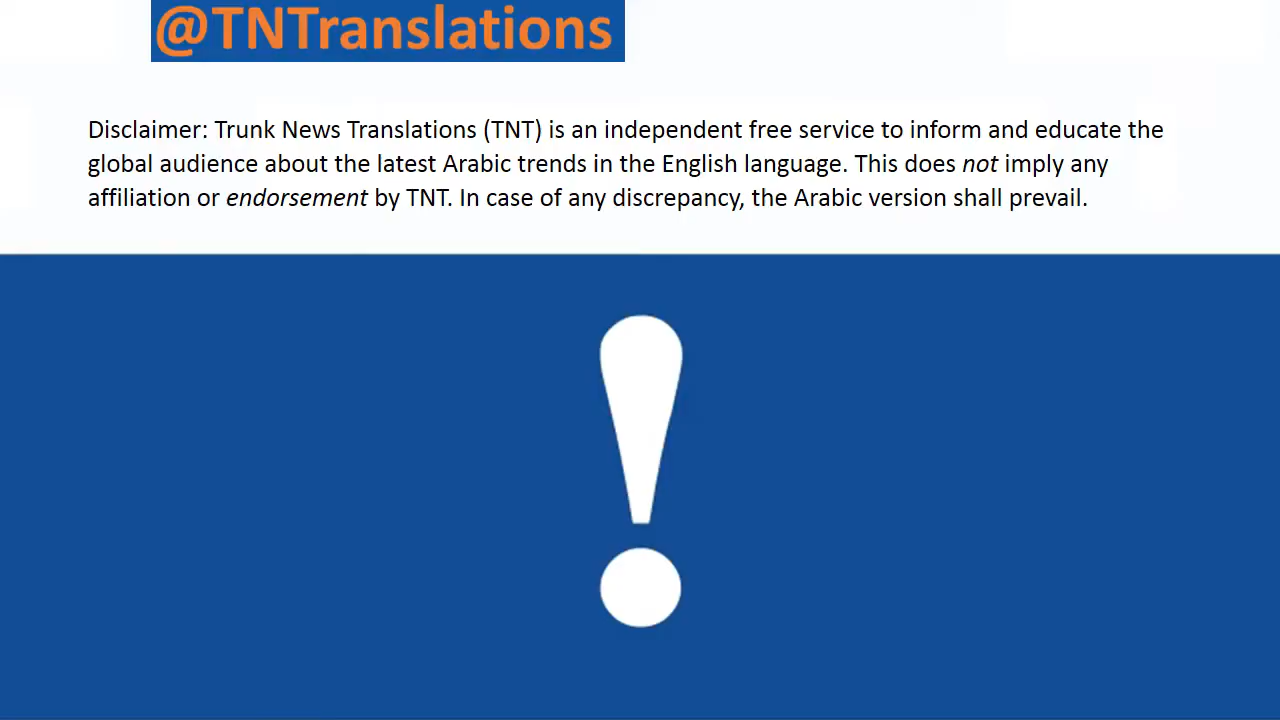 @TNTranslations
Disclaimer: Trunk News Translations (TNT) is an independent free service to inform and educate the
global audience about the latest Arabic trends in the English language. This does not imply any
affiliation or endorsement by TNT. In case of any discrepancy, the Arabic version shall prevail.
!